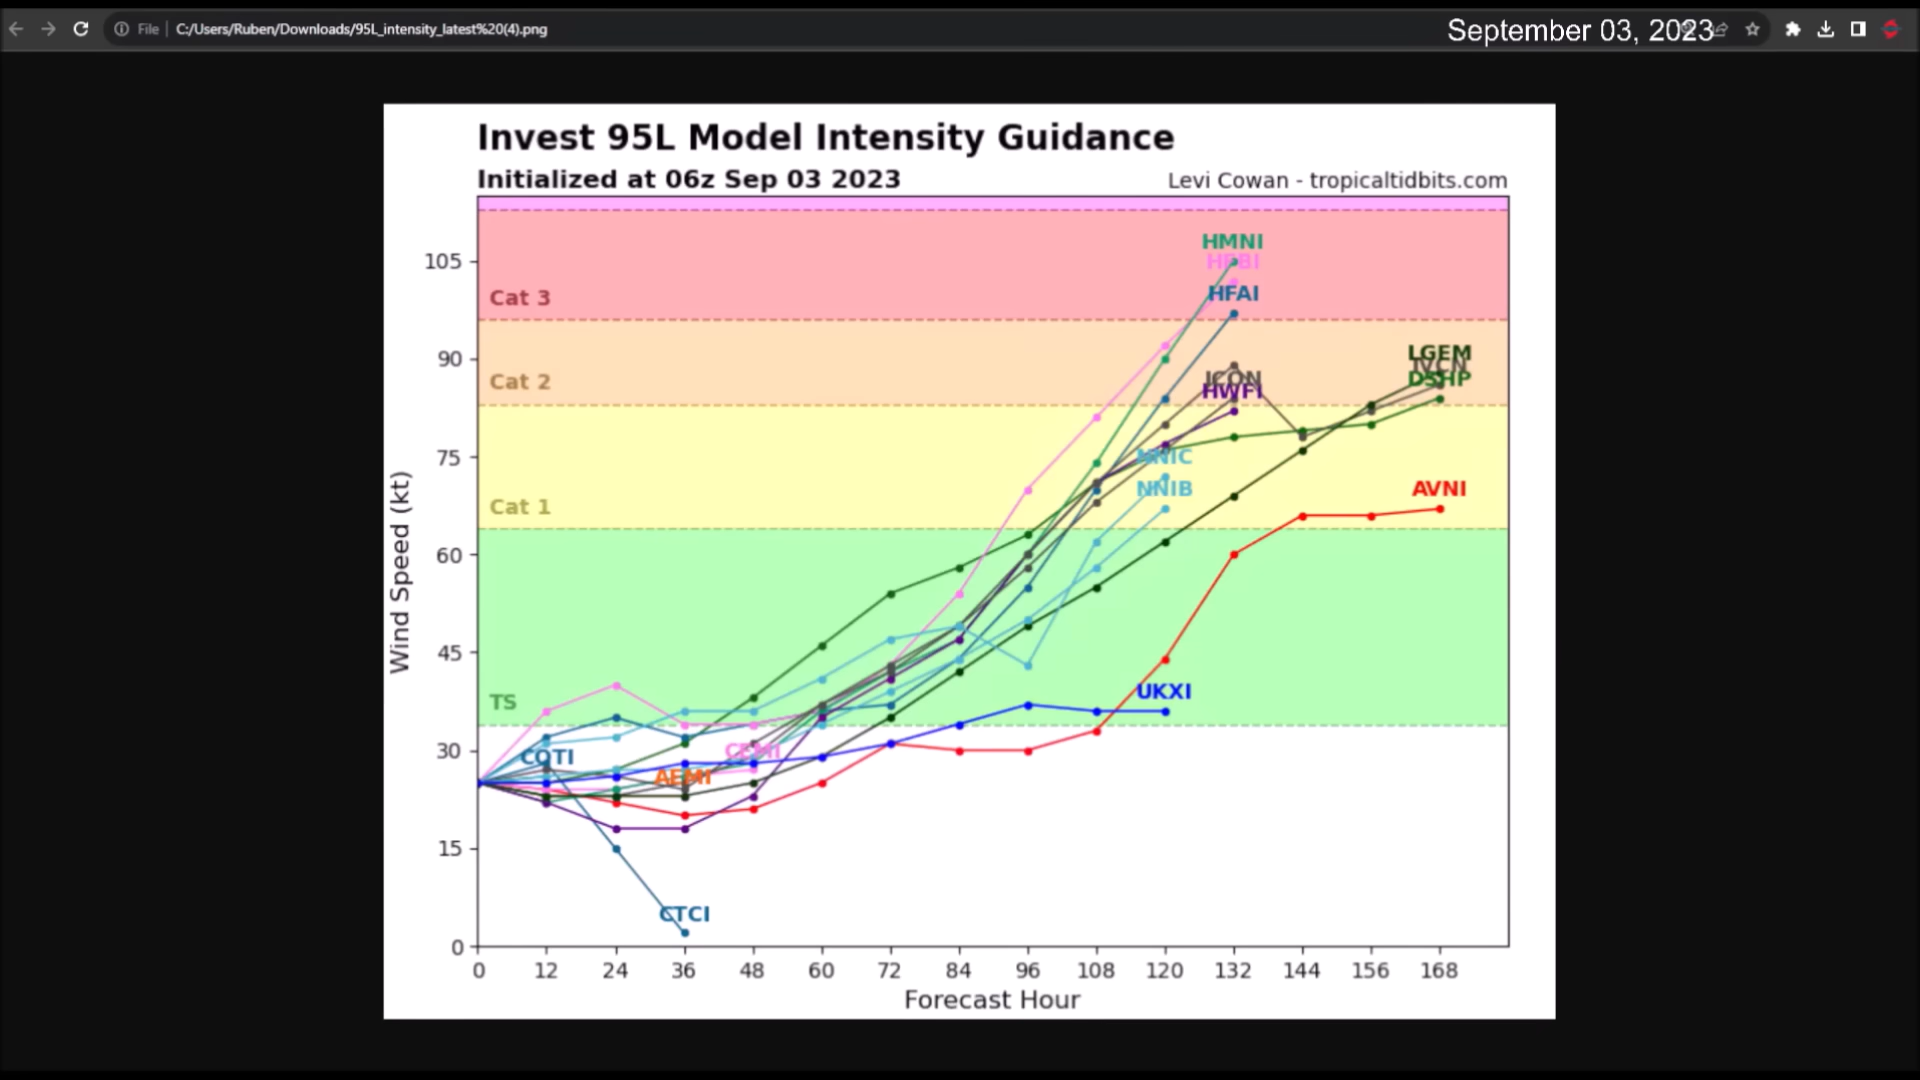 File C:/Users/Ruben/Downloads/95L_intensity_latest%20(4).png
September 03, 2023
Invest 95L Model Intensity Guidance
Initialized at 06z Sep 03 2023
Levi Cowan - tropicaltidbits.com
HMNI
HFBI
105
Cat 3
HFAI
LGEM
90
IVCN
Cat 2
ICON
DSHP
HWFI
75
NNIC
NNIB
AVNI
Cat 1
Wind Speed (kt)
60
45
UKXI
TS
30
COTI
CEMI
AEMI
15
CTCI
0
0 12 24 36 48 60 72 84 96 108 120 132 144 156 168
Forecast Hour